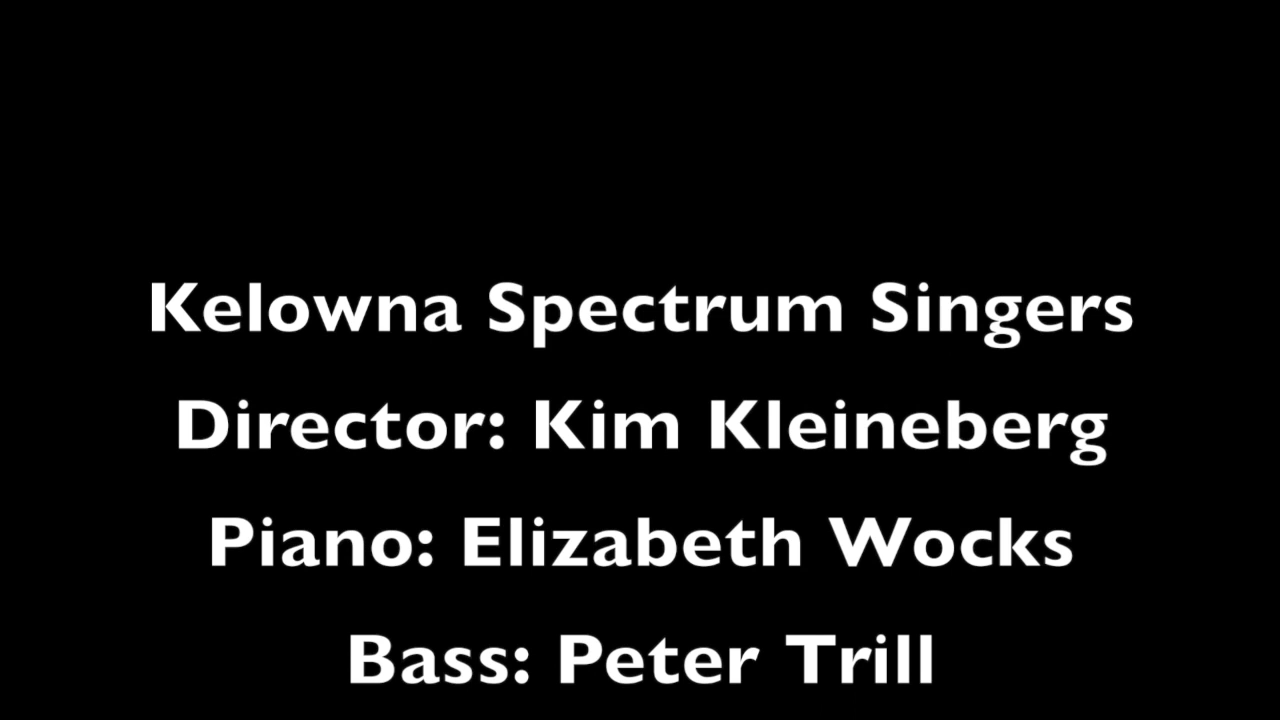 Kelowna Spectrum Singers
Director: Kim Kleineberg
Piano: Elizabeth Wocks
Bass: Peter Trill